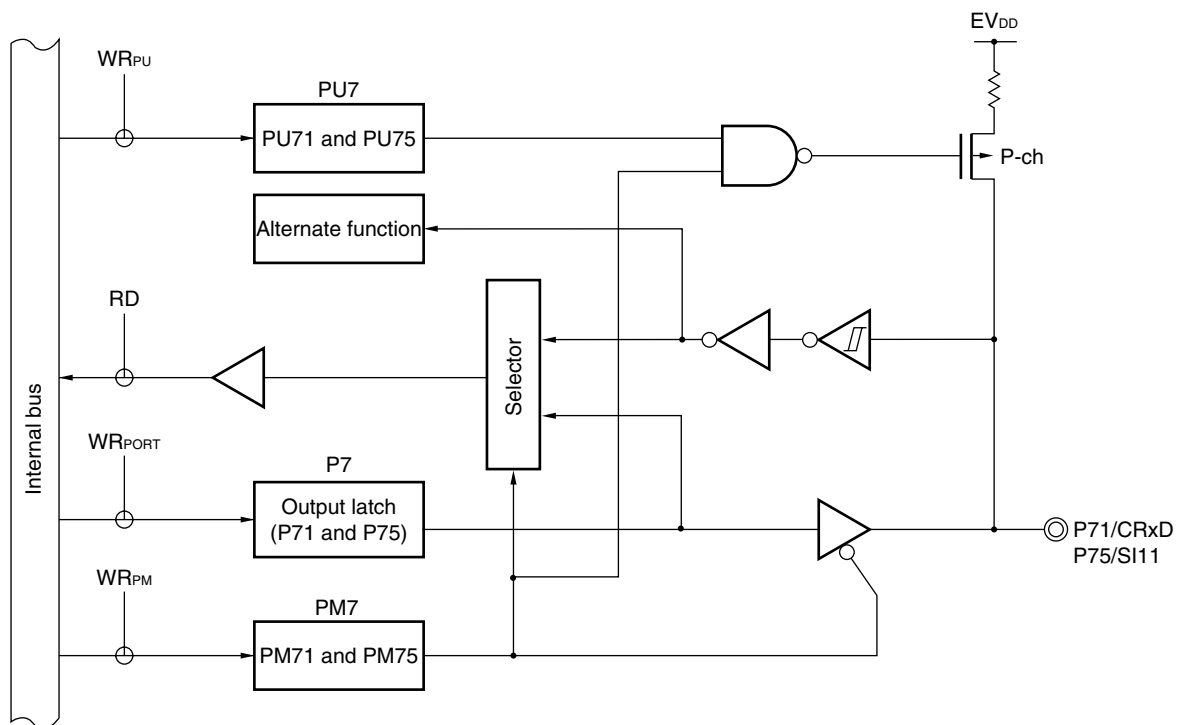 EVDD
WRPU
PU7
PU71 and PU75
P-ch
Alternate function
RD
Selector
Internal bus
WRPORT
P7
Output latch
(P71 and P75)
P71/CRxD
P75/SI11
WRPM
PM7
PM71 and PM75